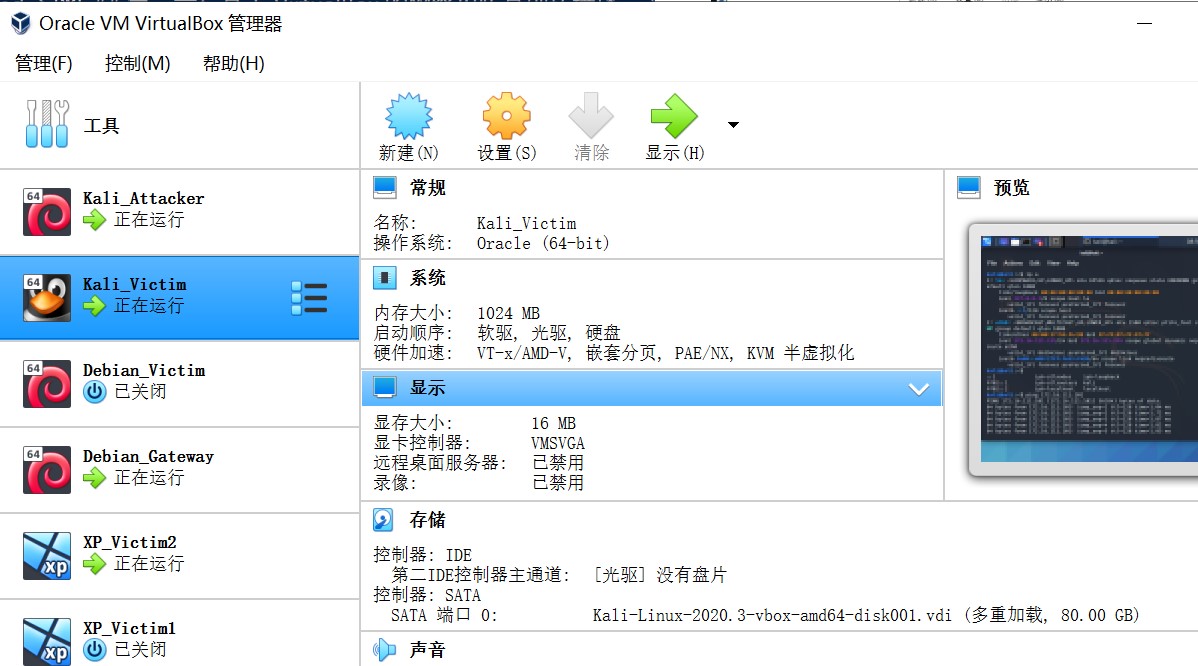 Oracle VM VirtualBox 管理器
管理(F) 控制(M) 帮助(H)
工具
新建(N) 设置(S) 清除 显示(H)
64 Kali_Attacker
正在运行
64 Kali_Victim
正在运行
64 Debian_Victim
已关闭
64 Debian_Gateway
正在运行
xp XP_Victim2
正在运行
xp XP_Victim1
已关闭
常规
名称: Kali_Victim
操作系统: Oracle (64-bit)
系统
内存大小: 1024 MB
启动顺序: 软驱, 光驱, 硬盘
硬件加速: VT-x/AMD-V, 嵌套分页, PAE/NX, KVM 半虚拟化
显示
显存大小: 16 MB
显卡控制器: VMSVGA
远程桌面服务器: 已禁用
录像: 已禁用
存储
控制器: IDE
第二IDE控制器主通道: [光驱] 没有盘片
控制器: SATA
SATA 端口 0: Kali-Linux-2020.3-vbox-amd64-disk001.vdi (多重加载, 80.00 GB)
声音
预览